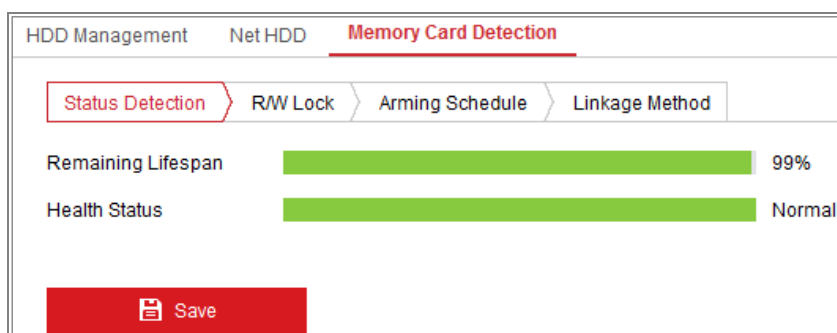 HDD Management Net HDD Memory Card Detection
Status Detection R/W Lock Arming Schedule Linkage Method
Remaining Lifespan 99%
Health Status Normal
Save